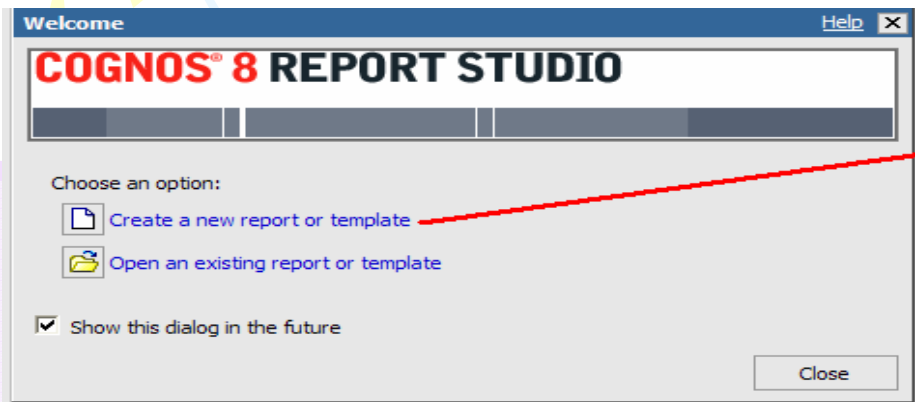 Welcome Help
COGNOS® 8 REPORT STUDIO
Choose an option:
Create a new report or template
Open an existing report or template
Show this dialog in the future
Close